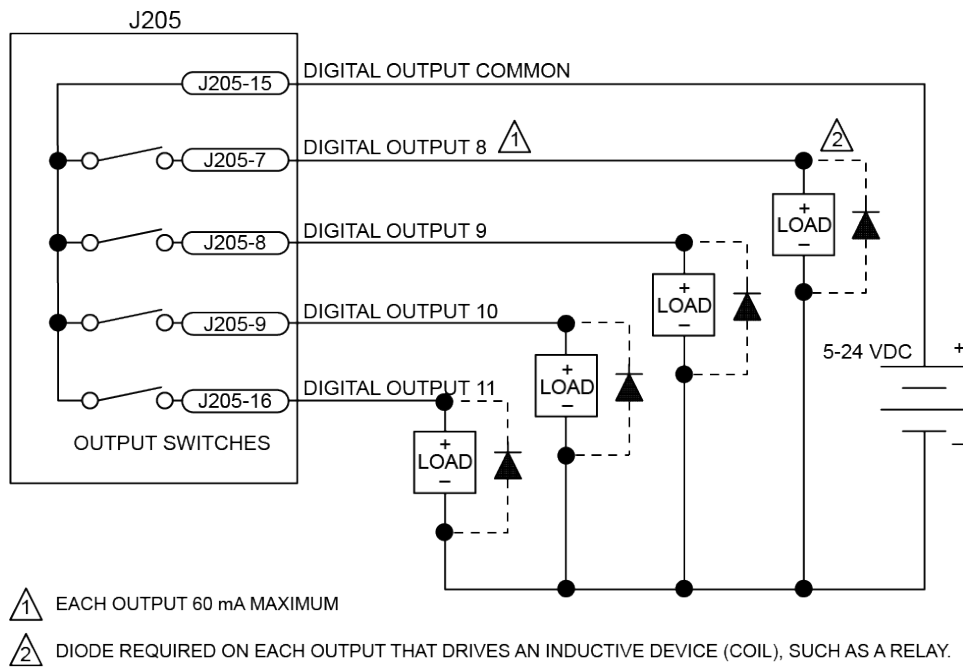 J205
J205-15
DIGITAL OUTPUT COMMON
J205-7
DIGITAL OUTPUT 8
1
2
+
LOAD
−
J205-8
DIGITAL OUTPUT 9
+
LOAD
−
J205-9
DIGITAL OUTPUT 10
+
LOAD
−
5-24 VDC
+
−
J205-16
DIGITAL OUTPUT 11
+
LOAD
−
OUTPUT SWITCHES
1 EACH OUTPUT 60 mA MAXIMUM
2 DIODE REQUIRED ON EACH OUTPUT THAT DRIVES AN INDUCTIVE DEVICE (COIL), SUCH AS A RELAY.